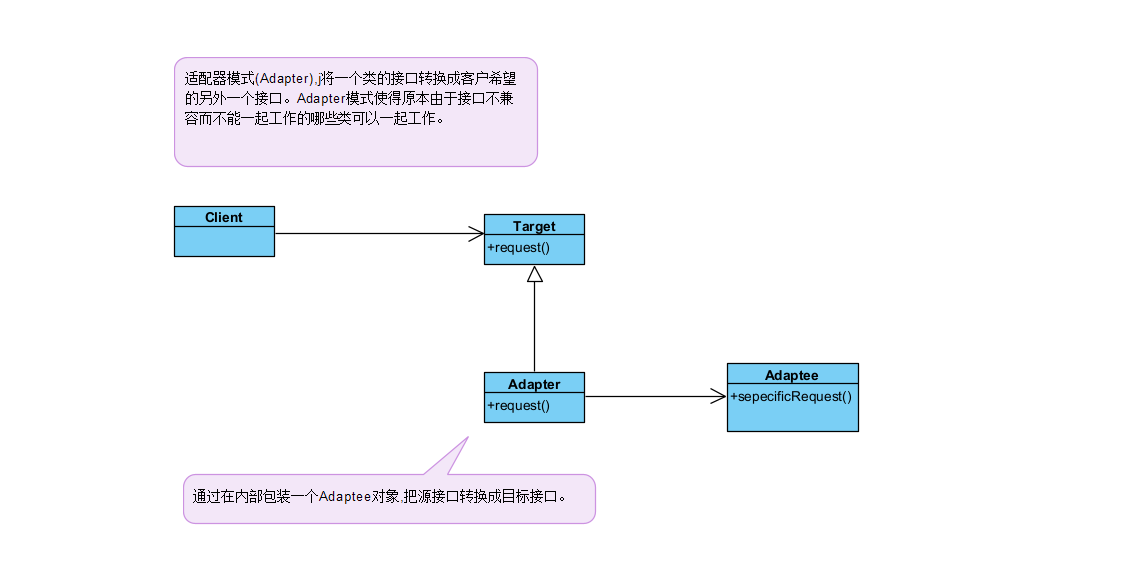 适配器模式(Adapter),j将一个类的接口转换成客户希望
的另外一个接口。Adapter模式使得原本由于接口不兼
容而不能一起工作的哪些类可以一起工作。
Client
Target
+request()
Adapter
+request()
Adaptee
+sepecificRequest()
通过在内部包装一个Adaptee对象,把源接口转换成目标接口。